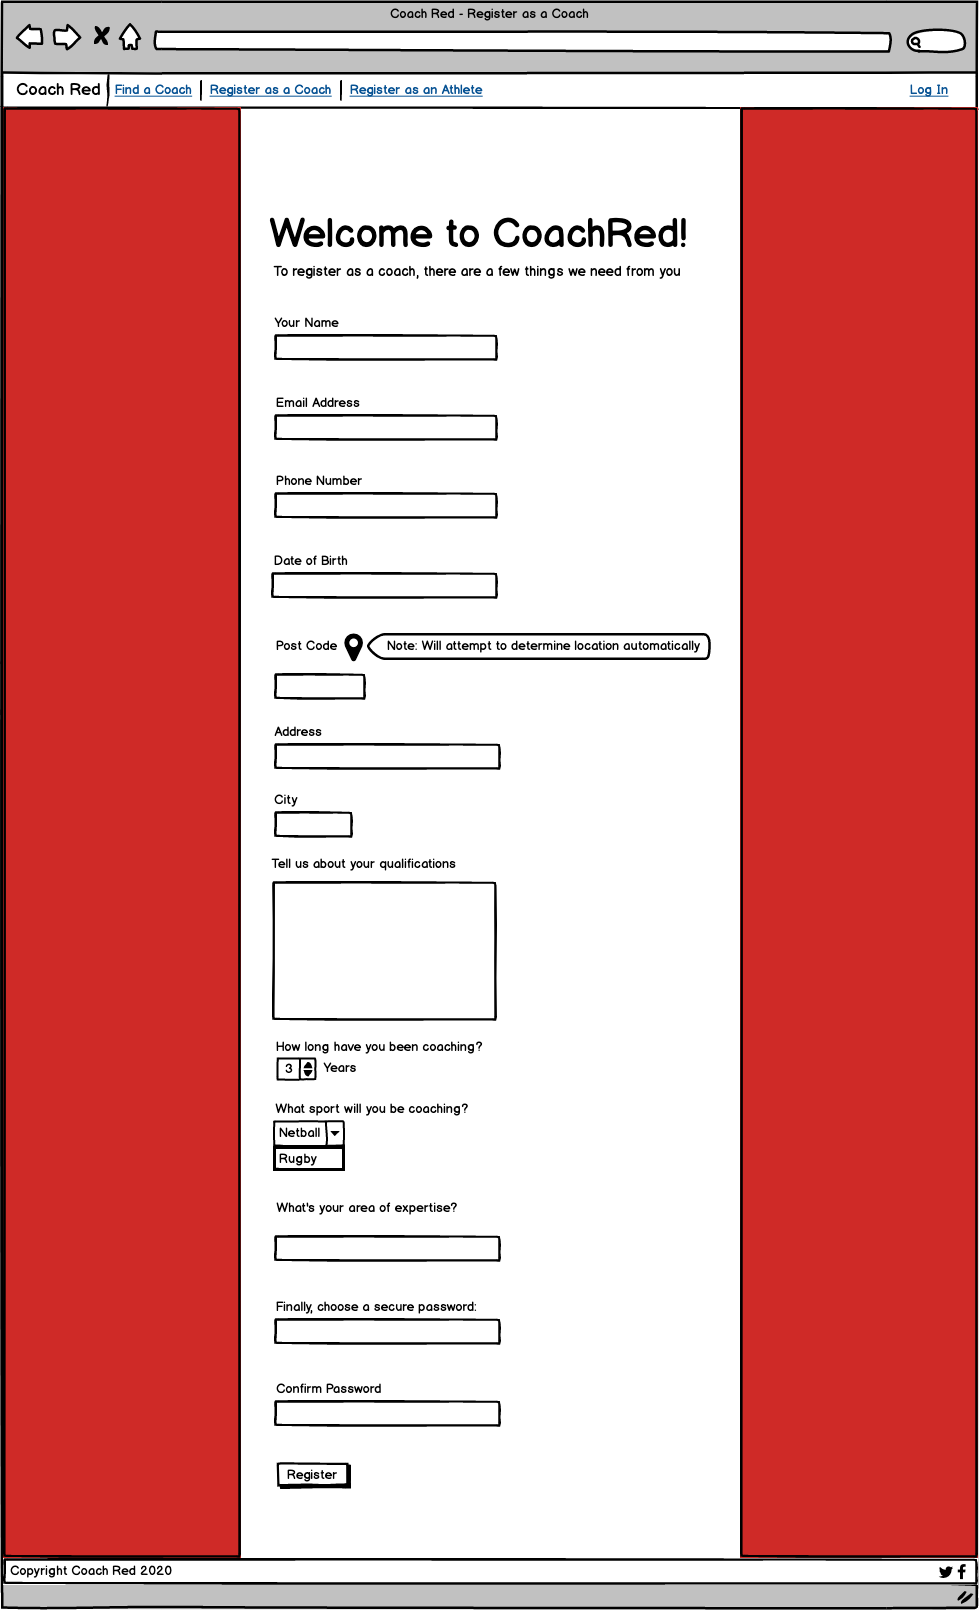 Coach Red - Register as a Coach
Coach Red Find a Coach Register as a Coach Register as an Athlete Log In
Welcome to CoachRed!
To register as a coach, there are a few things we need from you
Your Name
Email Address
Phone Number
Date of Birth
Post Code Note: Will attempt to determine location automatically
Address
City
Tell us about your qualifications
How long have you been coaching?
3 Years
What sport will you be coaching?
Netball
Rugby
What's your area of expertise?
Finally, choose a secure password:
Confirm Password
Register
Copyright Coach Red 2020